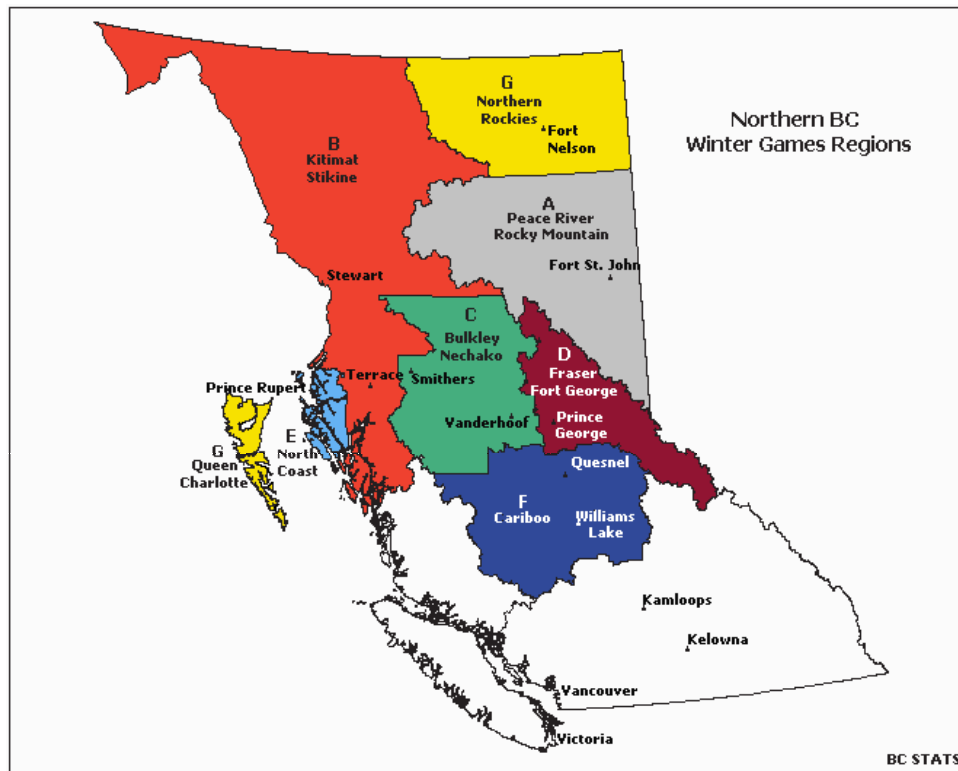 G
Northern
Rockies
Fort
Nelson
Northern BC
Winter Games Regions
B
Kitimat
Stikine
A
Peace River
Rocky Mountain
Fort St. John
Stewart
C
Bulkley
Nechako
D
Fraser
Fort George
Terrace
Smithers
Prince Rupert
Vanderhoof
Prince
George
E
North
Coast
G
Queen
Charlotte
Quesnel
F
Cariboo
Williams
Lake
Kamloops
Kelowna
Vancouver
Victoria
BC STATS